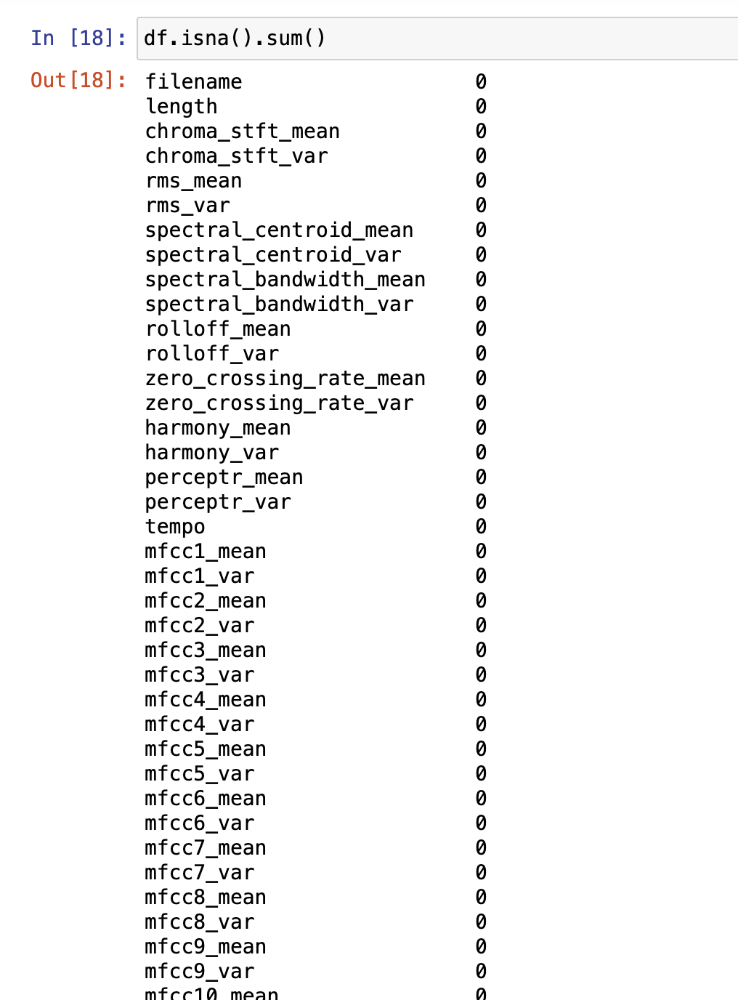 In [18]: df.isna().sum()
Out[18]: filename 0
length 0
chroma_stft_mean 0
chroma_stft_var 0
rms_mean 0
rms_var 0
spectral_centroid_mean 0
spectral_centroid_var 0
spectral_bandwidth_mean 0
spectral_bandwidth_var 0
rolloff_mean 0
rolloff_var 0
zero_crossing_rate_mean 0
zero_crossing_rate_var 0
harmony_mean 0
harmony_var 0
perceptr_mean 0
perceptr_var 0
tempo 0
mfcc1_mean 0
mfcc1_var 0
mfcc2_mean 0
mfcc2_var 0
mfcc3_mean 0
mfcc3_var 0
mfcc4_mean 0
mfcc4_var 0
mfcc5_mean 0
mfcc5_var 0
mfcc6_mean 0
mfcc6_var 0
mfcc7_mean 0
mfcc7_var 0
mfcc8_mean 0
mfcc8_var 0
mfcc9_mean 0
mfcc9_var 0
mfcc10_mean 0